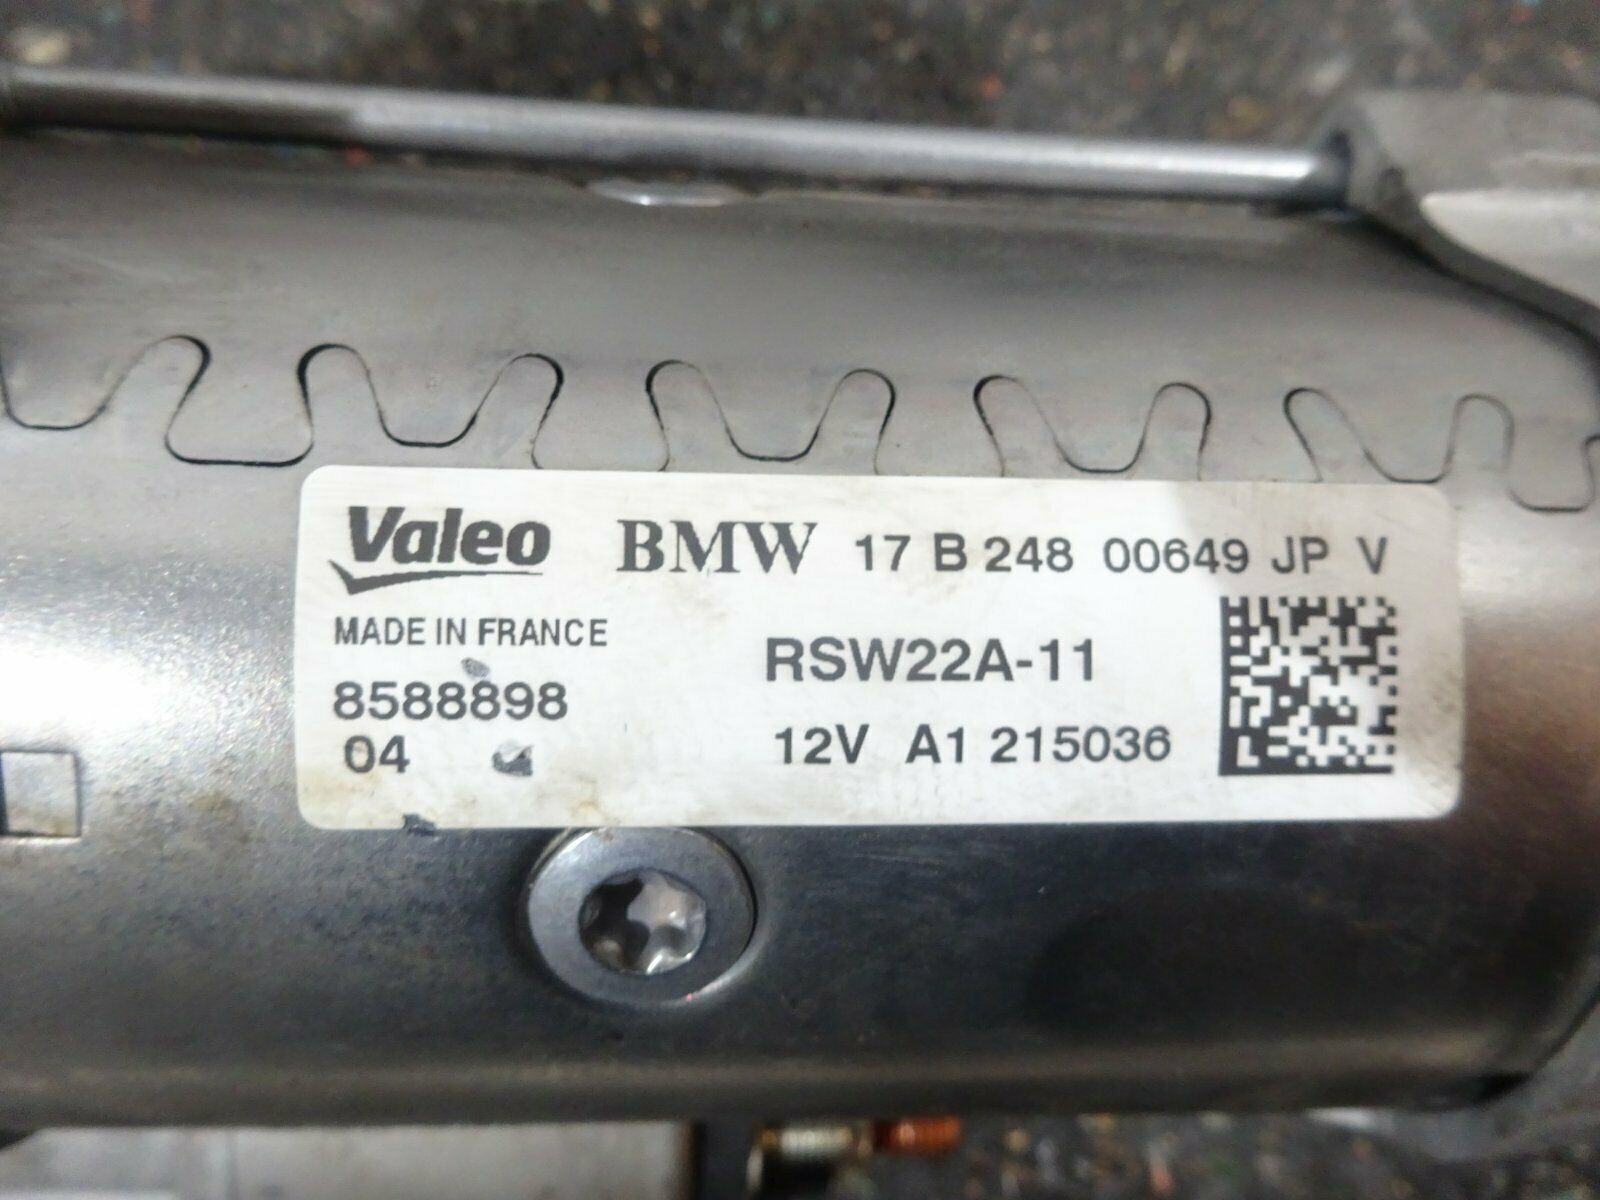 Valeo BMW 17 B 248 00649 JP V
MADE IN FRANCE
RSW22A-11
8588898
04
12V A1 215036